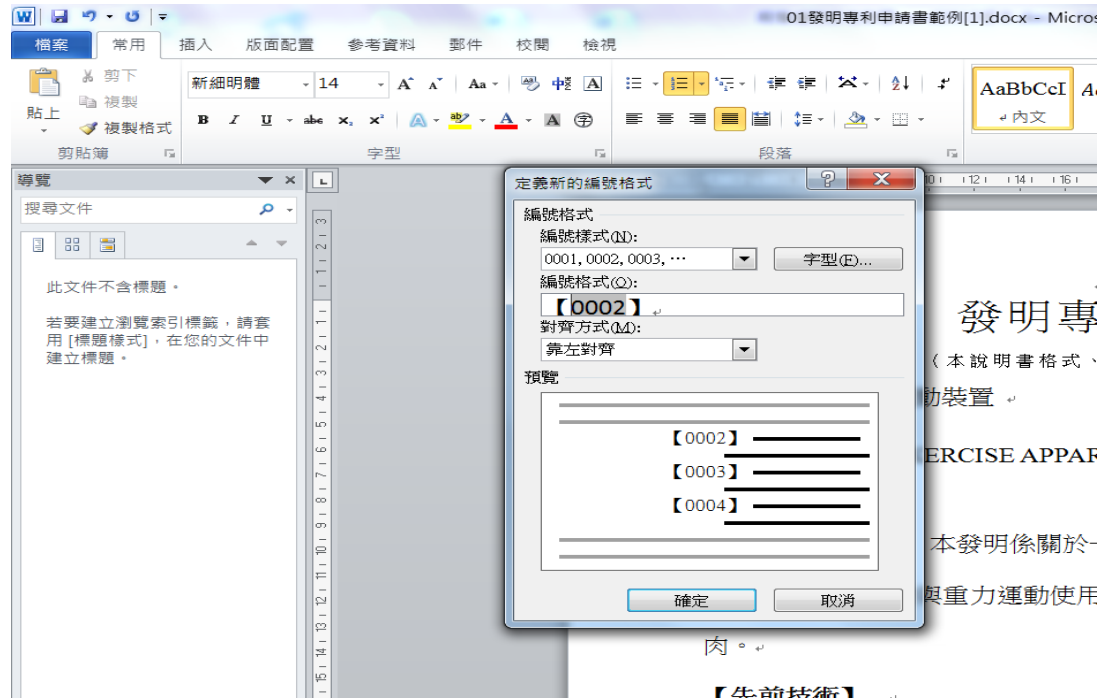 01發明專利申請書範例[1].docx - Micros
檔案 常用 插入 版面配置 參考資料 郵件 校閱 檢視
剪下
複製
貼上
複製格式
剪貼簿
新細明體 14
字型
段落
AaBbCcI
內文
導覽
搜尋文件
此文件不含標題。
若要建立瀏覽索引標籤，請套
用 [標題樣式]，在您的文件中
建立標題。
定義新的編號格式
編號格式
編號樣式(N):
0001, 0002, 0003, ⋯
字型(F)...
編號格式(O):
【0002】
對齊方式(M):
靠左對齊
預覽
【0002】
【0003】
【0004】
確定 取消
發明專
（本說明書格式、
動裝置
ERCISE APPAR
本發明係關於
與重力運動使用
肉。
【先前技術】